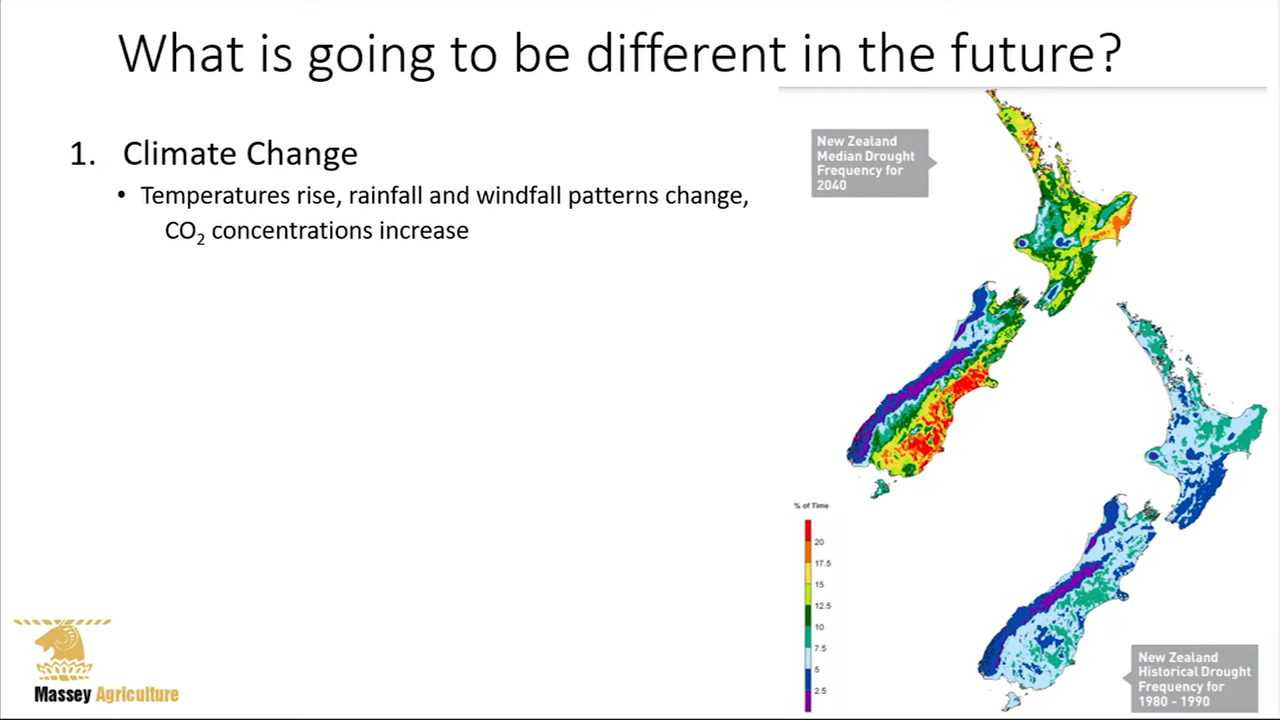 What is going to be different in the future?
1. Climate Change
• Temperatures rise, rainfall and windfall patterns change,
CO₂ concentrations increase
New Zealand
Median Drought
Frequency for
2040
% of Time
20
17.5
15
12.5
10
7.5
5
2.5
New Zealand
Historical Drought
Frequency for
1980 - 1990
Massey Agriculture